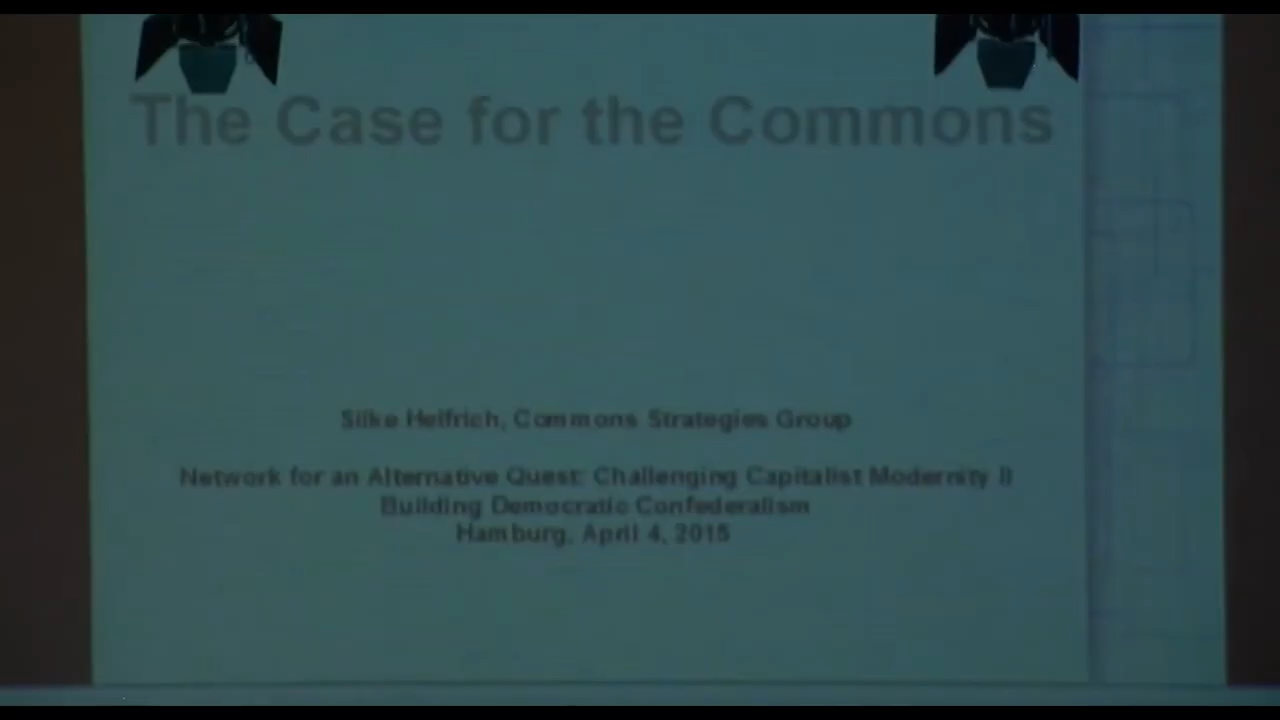 The Case for the Commons
Silke Helfrich, Commons Strategies Group
Network for an Alternative Quest: Challenging Capitalist Modernity II
Building Democratic Confederalism
Hamburg, April 4, 2015